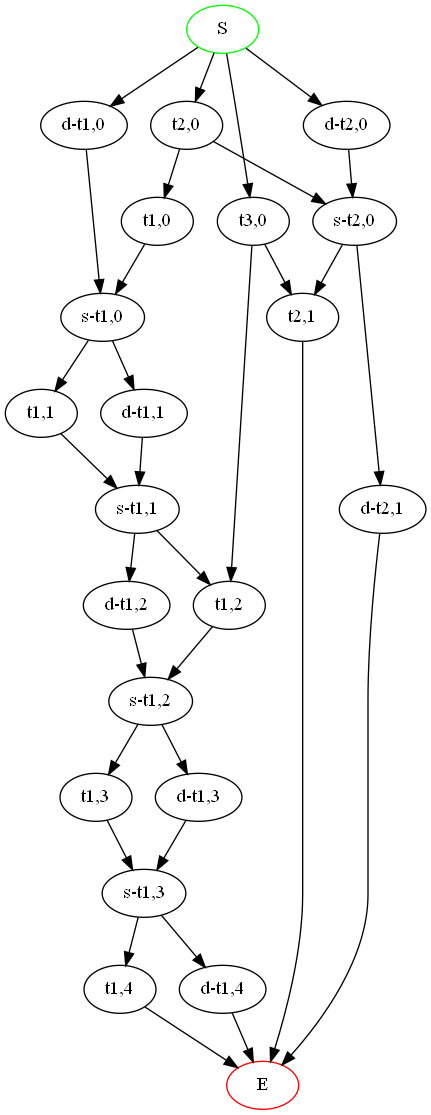 S
d-t1,0 t2,0 d-t2,0
t1,0 t3,0 s-t2,0
s-t1,0 t2,1
t1,1 d-t1,1
s-t1,1 d-t2,1
d-t1,2 t1,2
s-t1,2
t1,3 d-t1,3
s-t1,3
t1,4 d-t1,4
E